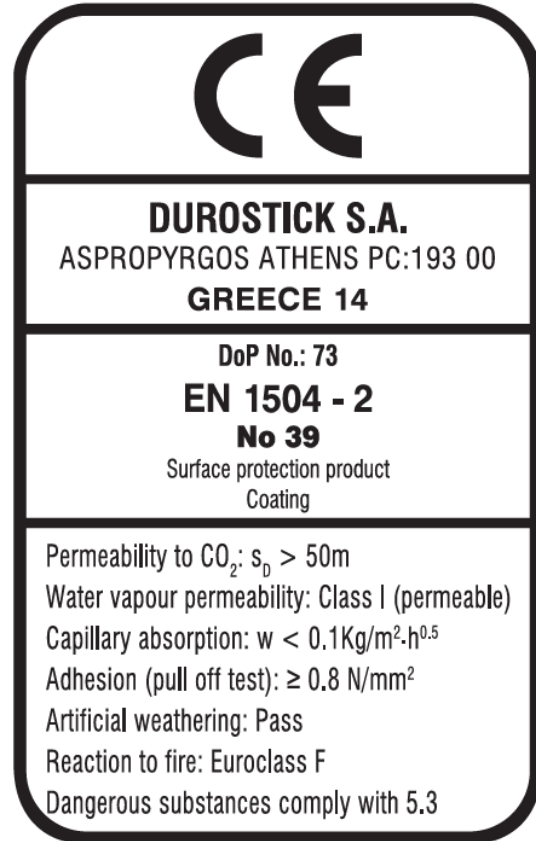 CE
DUROSTICK S.A.
ASPROPYRGOS ATHENS PC:193 00
GREECE 14
DoP No.: 73
EN 1504 - 2
No 39
Surface protection product
Coating
Permeability to CO₂: s_D > 50m
Water vapour permeability: Class I (permeable)
Capillary absorption: w < 0.1Kg/m²·h⁰·⁵
Adhesion (pull off test): ≥ 0.8 N/mm²
Artificial weathering: Pass
Reaction to fire: Euroclass F
Dangerous substances comply with 5.3